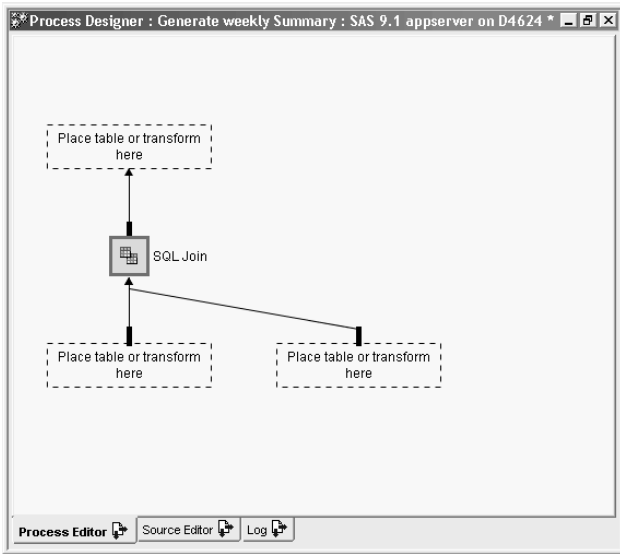 Process Designer : Generate weekly Summary : SAS 9.1 appserver on D4624 *
Place table or transform
here
SQL Join
Place table or transform
here
Place table or transform
here
Process Editor
Source Editor
Log